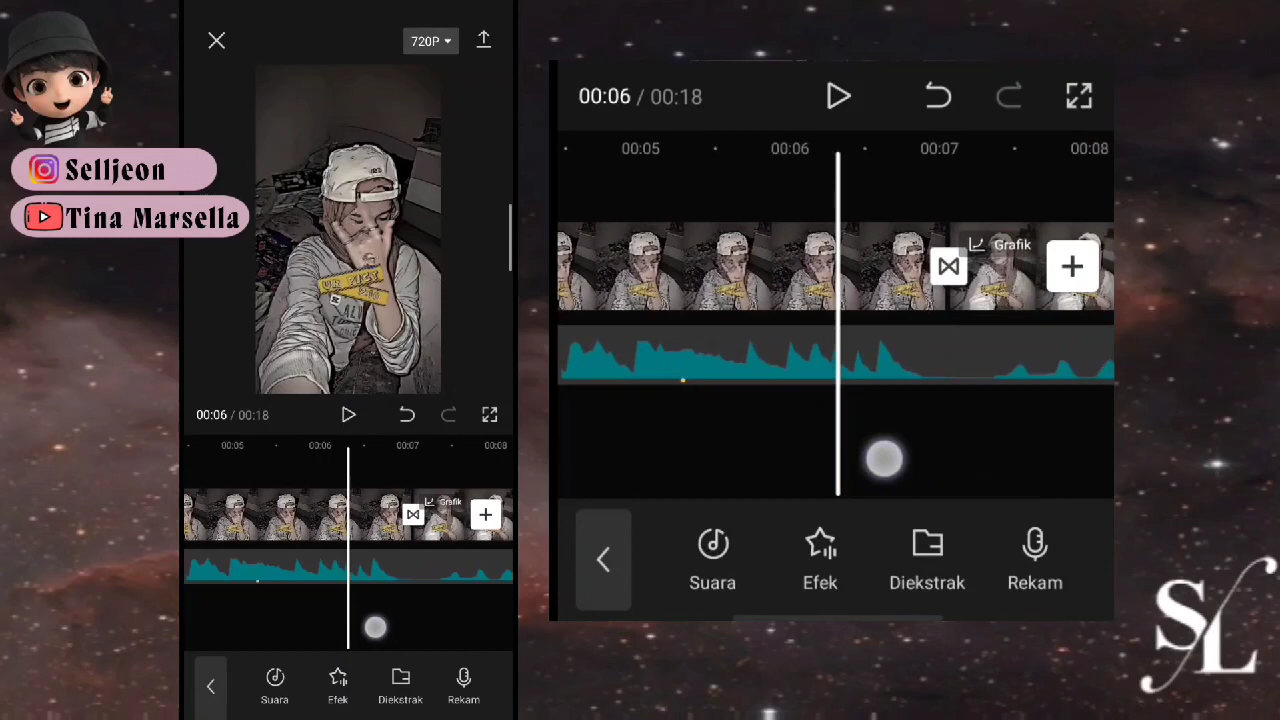 720P
Selljeon
Tina Marsella
00:06 / 00:18
00:05 00:06 00:07 00:08
Grafik
Suara Efek Diekstrak Rekam
00:06 / 00:18
00:05 00:06 00:07 00:08
Grafik
Suara Efek Diekstrak Rekam
SL